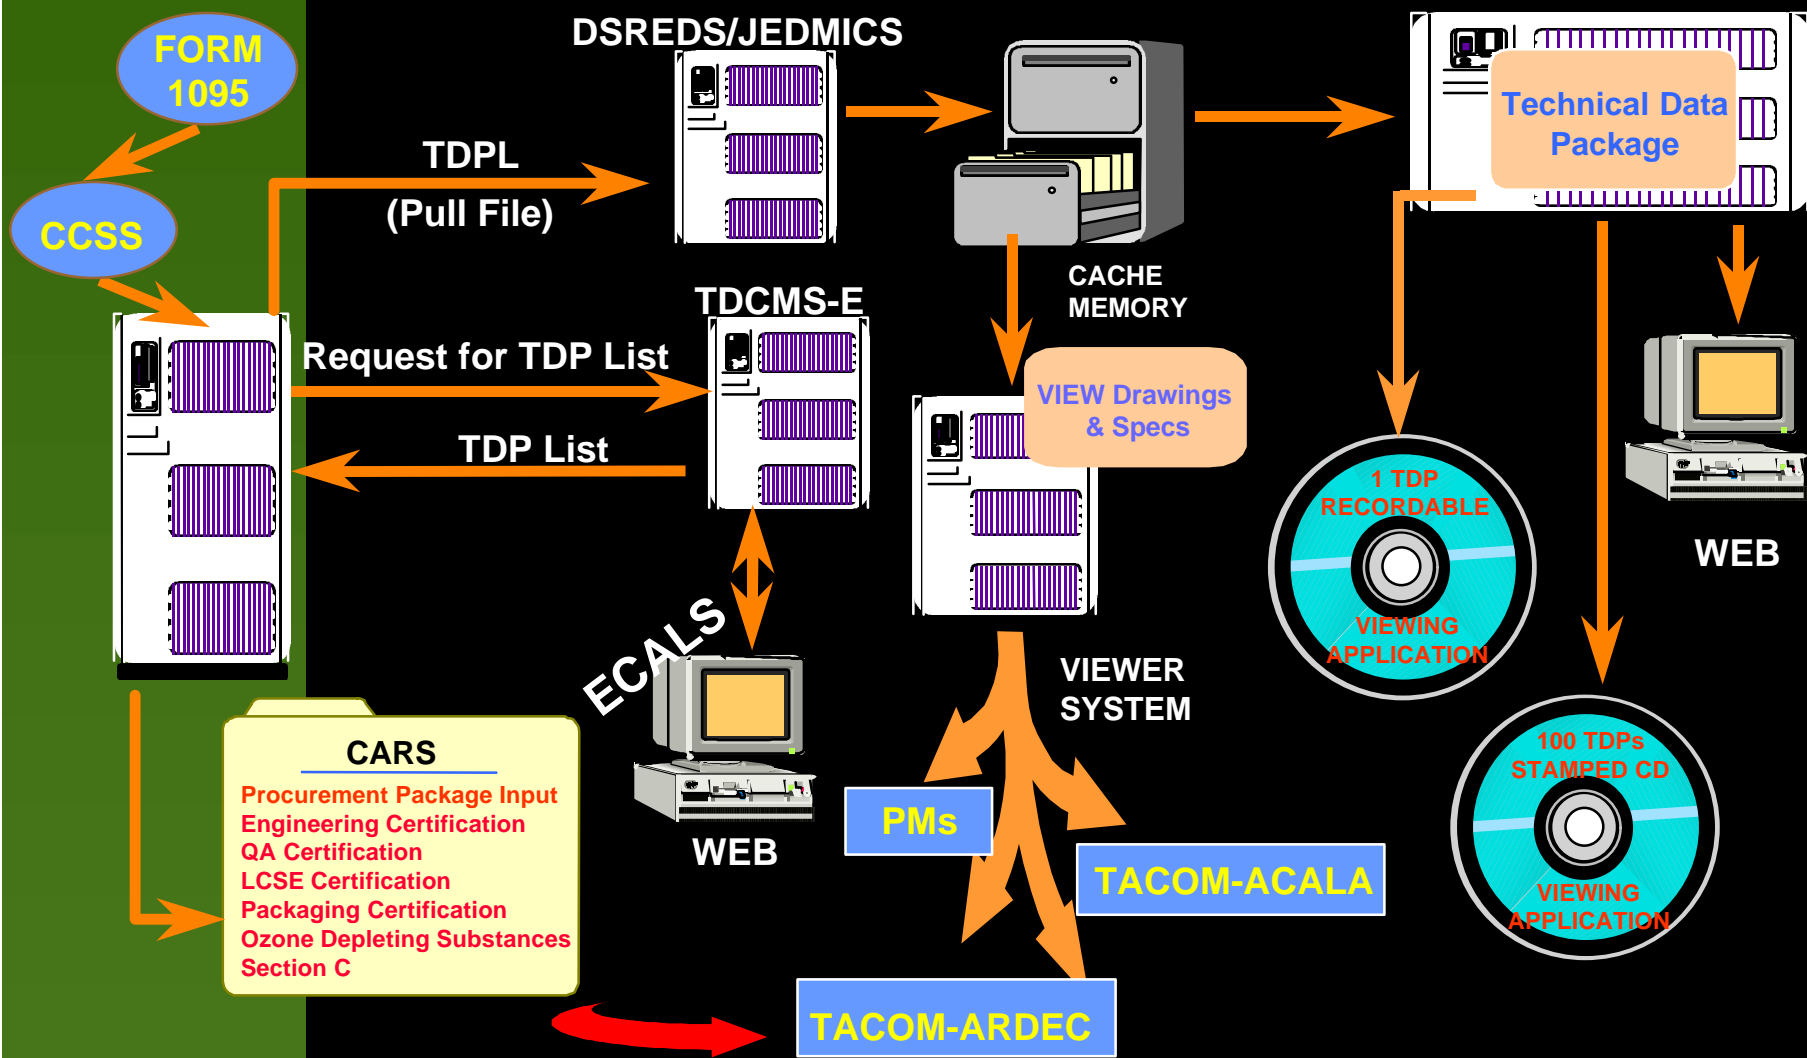 FORM
1095
CCSS
DSREDS/JEDMICS
TDPL
(Pull File)
CACHE
MEMORY
Technical Data
Package
TDCMS-E
Request for TDP List
TDP List
VIEW Drawings
& Specs
1 TDP
RECORDABLE
VIEWING
APPLICATION
WEB
ECALS
WEB
VIEWER
SYSTEM
100 TDPs
STAMPED CD
VIEWING
APPLICATION
CARS
Procurement Package Input
Engineering Certification
QA Certification
LCSE Certification
Packaging Certification
Ozone Depleting Substances
Section C
PMs
TACOM-ACALA
TACOM-ARDEC